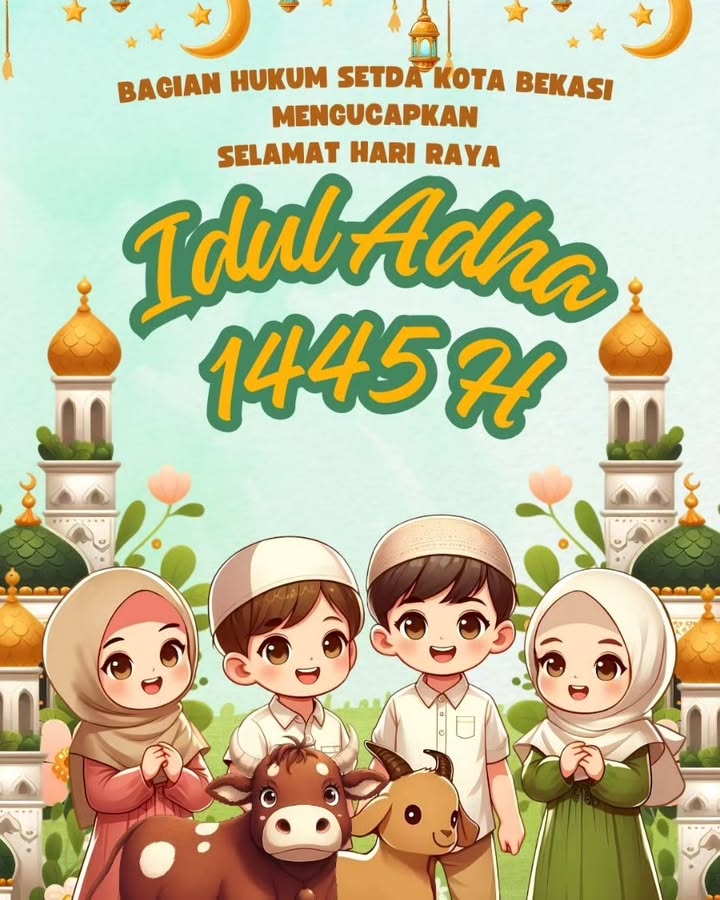 BAGIAN HUKUM SETDA KOTA BEKASI
MENGUCAPKAN
SELAMAT HARI RAYA
Idul Adha
1445 H